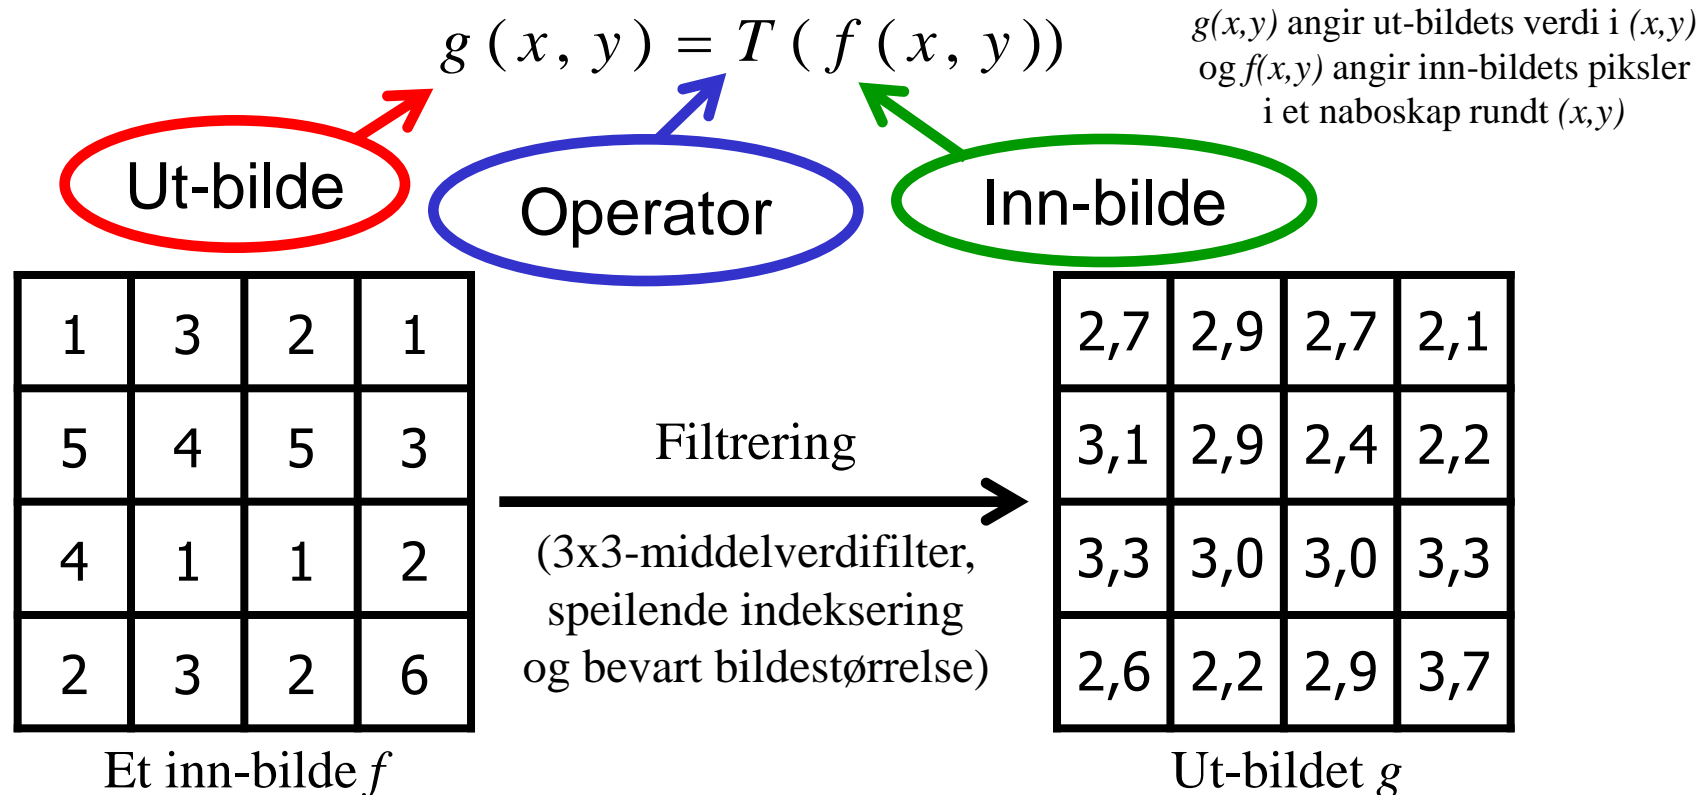 g ( x, y ) = T ( f ( x, y ))
g(x,y) angir ut-bildets verdi i (x,y)
og f(x,y) angir inn-bildets piksler
i et naboskap rundt (x,y)
Ut-bilde
Operator
Inn-bilde
1 3 2 1
5 4 5 3
4 1 1 2
2 3 2 6
Et inn-bilde f
Filtrering
(3x3-middelverdifilter,
speilende indeksering
og bevart bildestørrelse)
2,7 2,9 2,7 2,1
3,1 2,9 2,4 2,2
3,3 3,0 3,0 3,3
2,6 2,2 2,9 3,7
Ut-bildet g